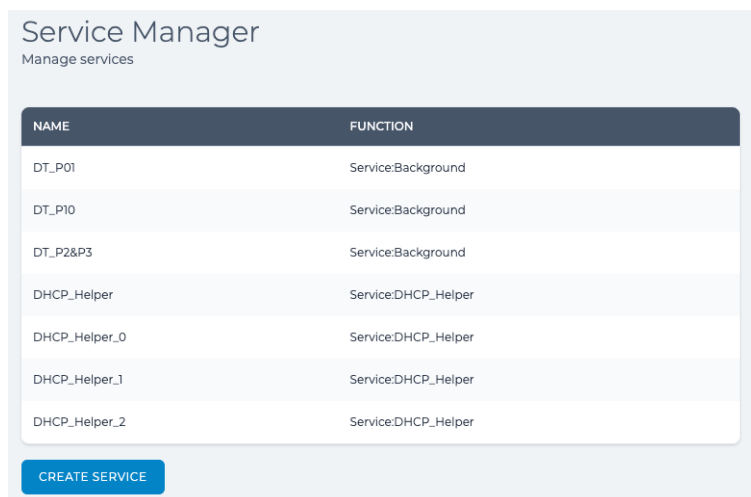 Service Manager
Manage services
NAME FUNCTION
DT_P01 Service:Background
DT_P10 Service:Background
DT_P2&P3 Service:Background
DHCP_Helper Service:DHCP_Helper
DHCP_Helper_0 Service:DHCP_Helper
DHCP_Helper_1 Service:DHCP_Helper
DHCP_Helper_2 Service:DHCP_Helper
CREATE SERVICE